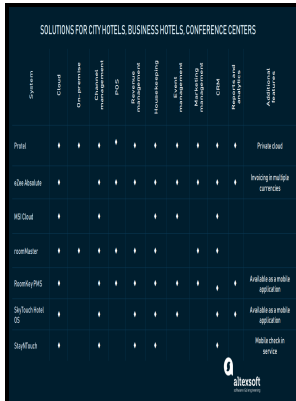 SOLUTIONS FOR CITY HOTELS, BUSINESS HOTELS, CONFERENCE CENTERS
System
Cloud
On-premise
Channel
management
POS
Revenue
management
Housekeeping
Event
management
Marketing
management
CRM
Reports and
analytics
Additional
features
Protel
Private cloud
eZee Absolute
Invoicing in multiple
currencies
MSI Cloud
roomMaster
RoomKeyPMS
Available as a mobile
application
SkyTouch Hotel
OS
Available as a mobile
application
StayNTouch
Mobile check in
service
altexsoft
software r&d engineering